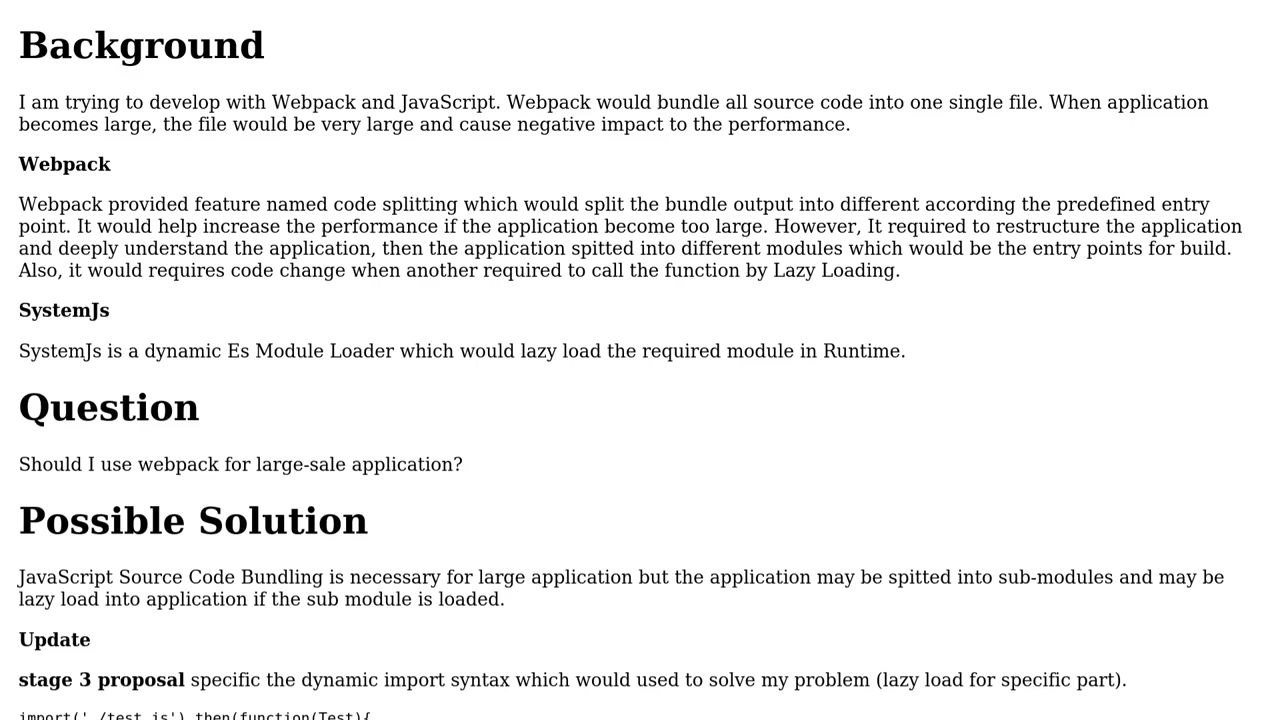 Background
I am trying to develop with Webpack and JavaScript. Webpack would bundle all source code into one single file. When application
becomes large, the file would be very large and cause negative impact to the performance.
Webpack
Webpack provided feature named code splitting which would split the bundle output into different according the predefined entry
point. It would help increase the performance if the application become too large. However, It required to restructure the application
and deeply understand the application, then the application spitted into different modules which would be the entry points for build.
Also, it would requires code change when another required to call the function by Lazy Loading.
SystemJs
SystemJs is a dynamic Es Module Loader which would lazy load the required module in Runtime.
Question
Should I use webpack for large-sale application?
Possible Solution
JavaScript Source Code Bundling is necessary for large application but the application may be spitted into sub-modules and may be
lazy load into application if the sub module is loaded.
Update
stage 3 proposal specific the dynamic import syntax which would used to solve my problem (lazy load for specific part).
import('./test.js').then(function(Test){